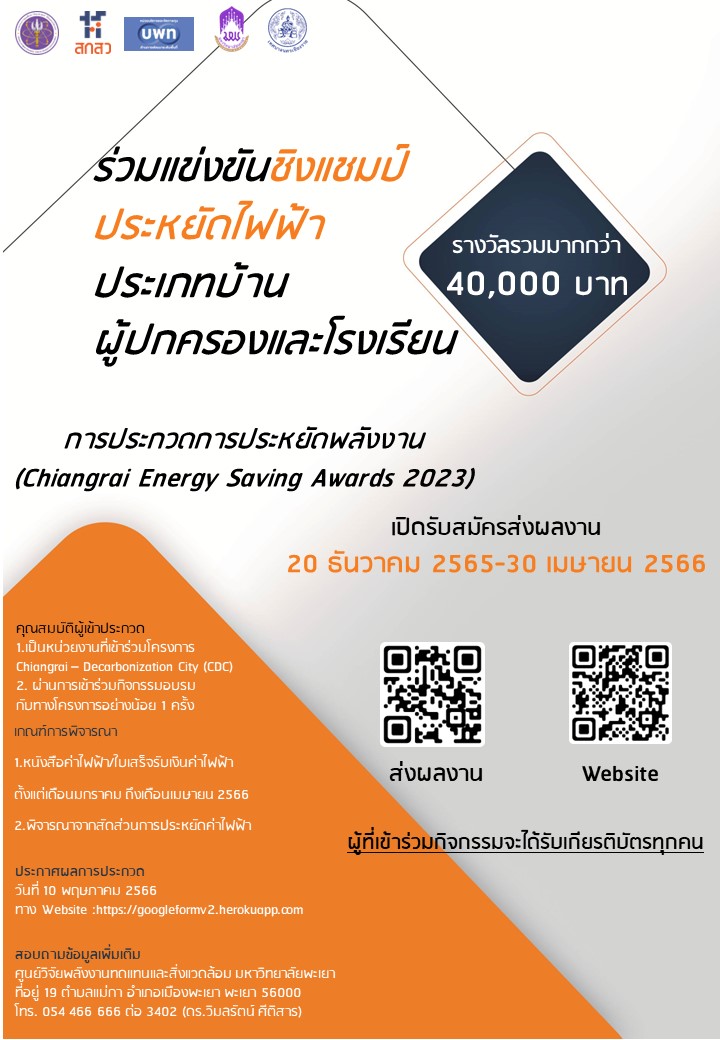 สกสว
บพท
ร่วมแข่งขันชิงแชมป์
ประหยัดไฟฟ้า
ประเภทบ้าน
ผู้ปกครองและโรงเรียน
รางวัลรวมมากกว่า
40,000 บาท
การประกวดการประหยัดพลังงาน
(Chiangrai Energy Saving Awards 2023)
เปิดรับสมัครส่งผลงาน
20 ธันวาคม 2565-30 เมษายน 2566
คุณสมบัติผู้เข้าประกวด
1.เป็นหน่วยงานที่เข้าร่วมโครงการ
Chiangrai – Decarbonization City (CDC)
2. ผ่านการเข้าร่วมกิจกรรมอบรม
กับทางโครงการอย่างน้อย 1 ครั้ง
เกณฑ์การพิจารณา
1.หนังสือค่าไฟฟ้า/ใบเสร็จรับเงินค่าไฟฟ้า
ตั้งแต่เดือนมกราคม ถึงเดือนเมษายน 2566
2.พิจารณาจากสัดส่วนการประหยัดค่าไฟฟ้า
ส่งผลงาน
Website
ผู้ที่เข้าร่วมกิจกรรมจะได้รับเกียรติบัตรทุกคน
ประกาศผลการประกวด
วันที่ 10 พฤษภาคม 2566
ทาง Website :https://googleformv2.herokuapp.com
สอบถามข้อมูลเพิ่มเติม
ศูนย์วิจัยพลังงานทดแทนและสิ่งแวดล้อม มหาวิทยาลัยพะเยา
ที่อยู่ 19 ตำบลแม่กา อำเภอเมืองพะเยา พะเยา 56000
โทร. 054 466 666 ต่อ 3402 (ดร.วิมลรัตน์ ศีติสาร)